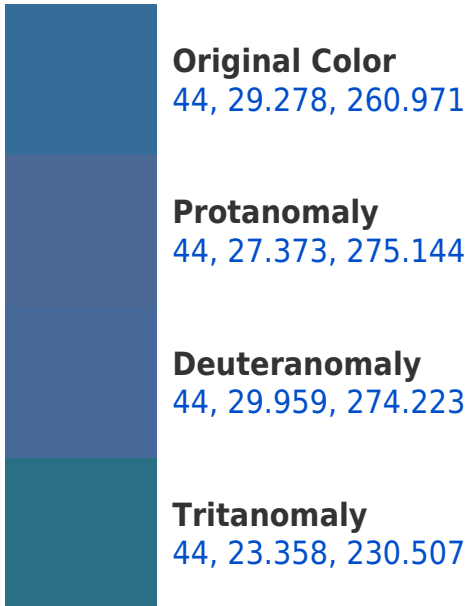 Original Color
44, 29.278, 260.971
Protanomaly
44, 27.373, 275.144
Deuteranomaly
44, 29.959, 274.223
Tritanomaly
44, 23.358, 230.507